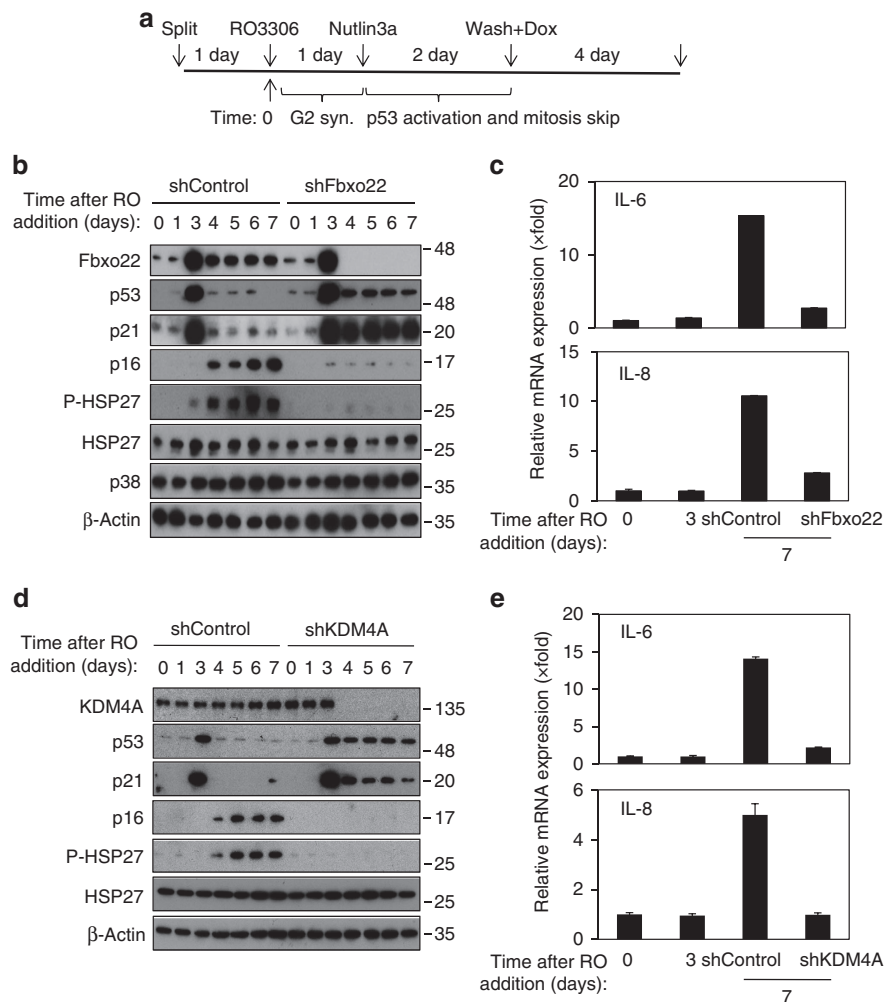 a
Split RO3306 Nutlin3a Wash+Dox
1 day 1 day 2 day 4 day
Time: 0 G2 syn. p53 activation and mitosis skip
b
shControl shFbxo22
Time after RO
addition (days): 0 1 3 4 5 6 7 0 1 3 4 5 6 7
Fbxo22 48
p53 48
p21 20
p16 17
P-HSP27 25
HSP27 25
p38 35
β-Actin 35
c
Relative mRNA expression (×fold)
IL-6
20
15
10
5
0
IL-8
15
10
5
0
Time after RO
addition (days):
0 3 shControl shFbxo22
7
d
shControl shKDM4A
Time after RO
addition (days): 0 1 3 4 5 6 7 0 1 3 4 5 6 7
KDM4A 135
p53 48
p21 20
p16 17
P-HSP27 25
HSP27 25
β-Actin 35
e
Relative mRNA expression (×fold)
IL-6
20
15
10
5
0
IL-8
6
4
2
0
Time after RO
addition (days):
0 3 shControl shKDM4A
7